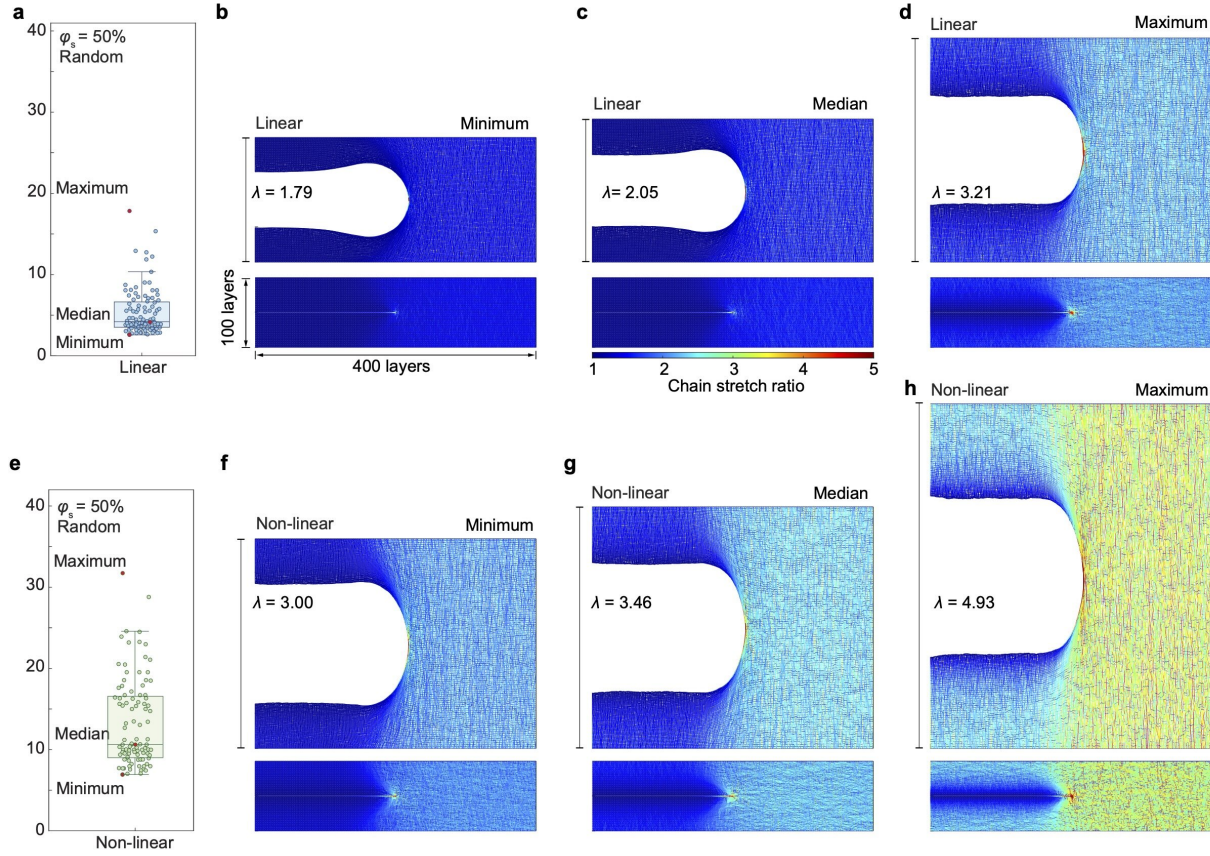 a
40
φs = 50%
Random
30
20
Maximum
10
Median
Minimum
0
Linear
b
Linear
Minimum
λ = 1.79
100 layers
400 layers
c
Linear
Median
λ= 2.05
1
2
3
4
5
Chain stretch ratio
d
Linear
Maximum
λ = 3.21
e
40
φs = 50%
Random
Maximum
30
20
Median
10
Minimum
0
Non-linear
f
Non-linear
Minimum
λ = 3.00
g
Non-linear
Median
λ = 3.46
h
Non-linear
Maximum
λ = 4.93